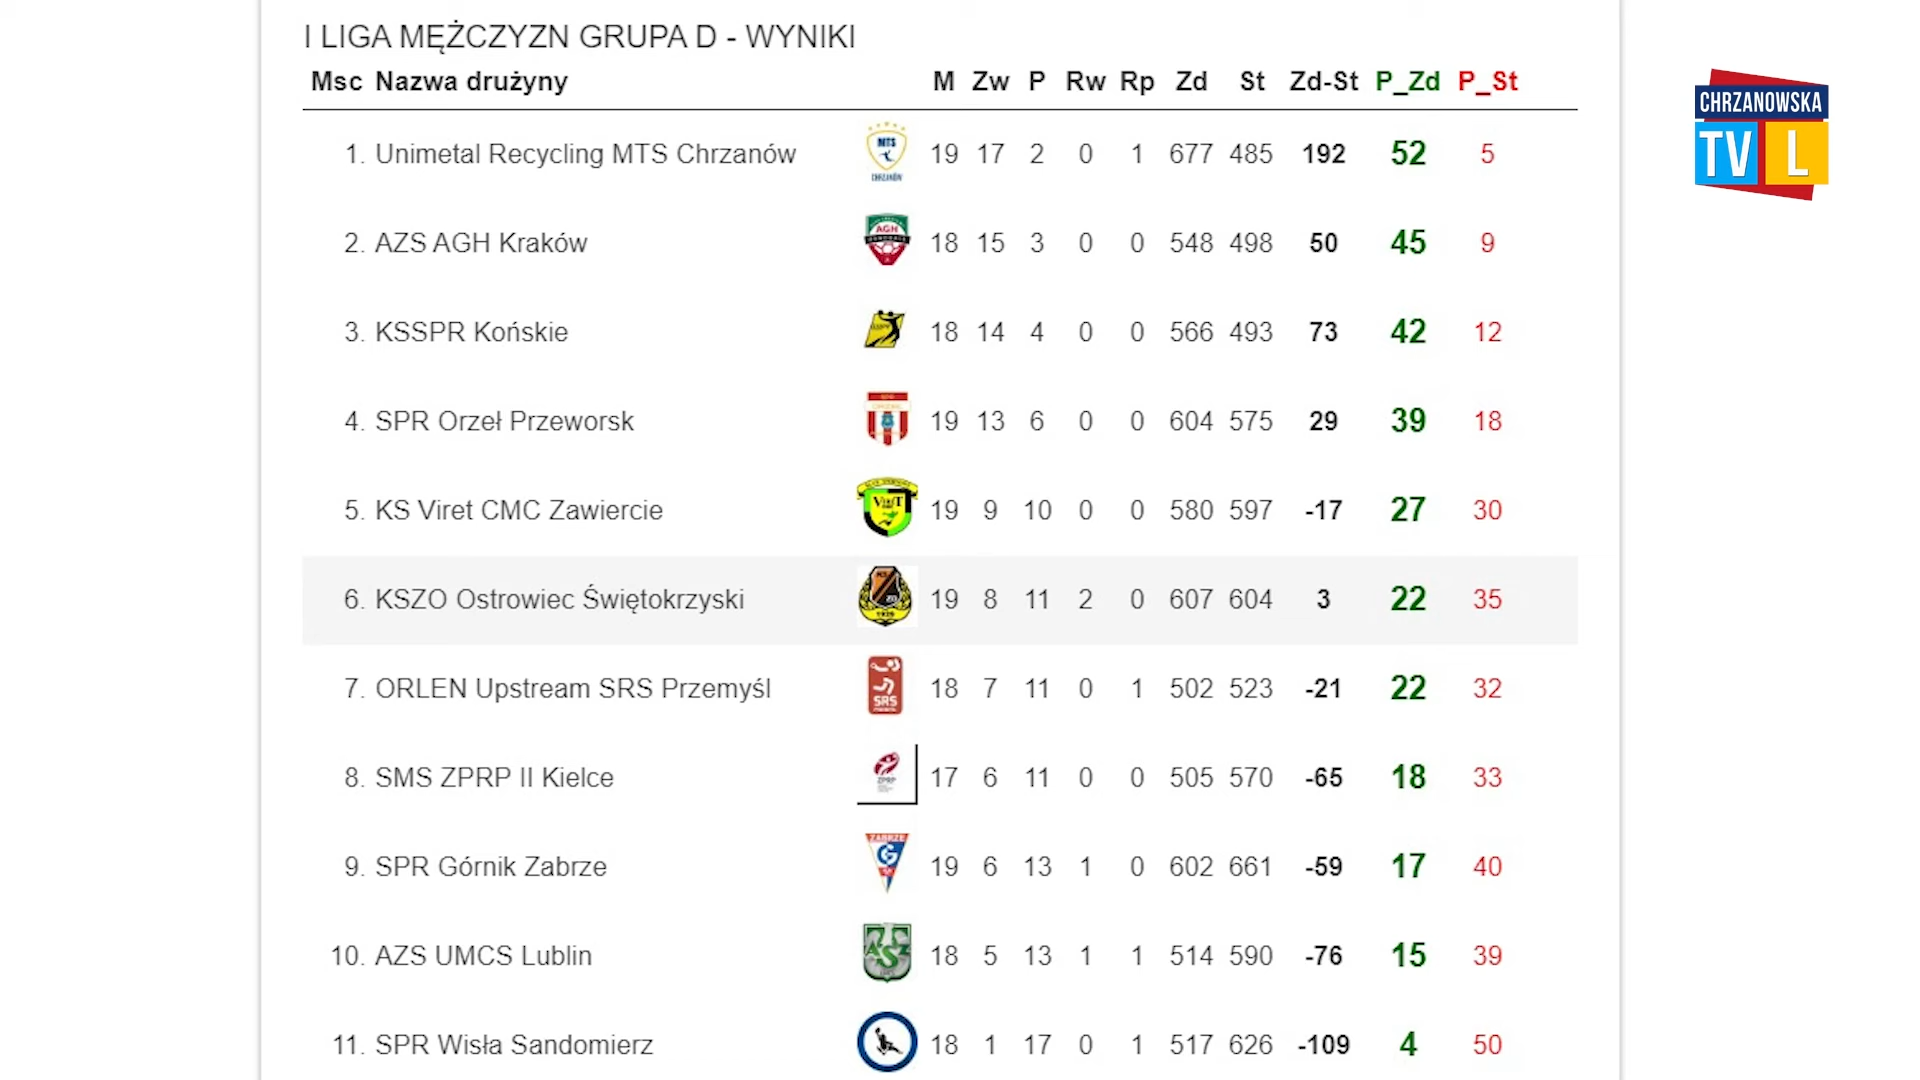 I LIGA MĘŻCZYZN GRUPA D - WYNIKI
Msc Nazwa drużyny M Zw P Rw Rp Zd St Zd-St P_Zd P_St
CHRZANOWSKA
TV L
1. Unimetal Recycling MTS Chrzanów MTS CHRZANÓW 19 17 2 0 1 677 485 192 52 5
2. AZS AGH Kraków AGH 18 15 3 0 0 548 498 50 45 9
3. KSSPR Końskie 18 14 4 0 0 566 493 73 42 12
4. SPR Orzeł Przeworsk 19 13 6 0 0 604 575 29 39 18
5. KS Viret CMC Zawiercie 19 9 10 0 0 580 597 -17 27 30
6. KSZO Ostrowiec Świętokrzyski 19 8 11 2 0 607 604 3 22 35
7. ORLEN Upstream SRS Przemyśl SRS 18 7 11 0 1 502 523 -21 22 32
8. SMS ZPRP II Kielce ZPRP 17 6 11 0 0 505 570 -65 18 33
9. SPR Górnik Zabrze ZABRZE G 19 6 13 1 0 602 661 -59 17 40
10. AZS UMCS Lublin AZS 18 5 13 1 1 514 590 -76 15 39
11. SPR Wisła Sandomierz 18 1 17 0 1 517 626 -109 4 50